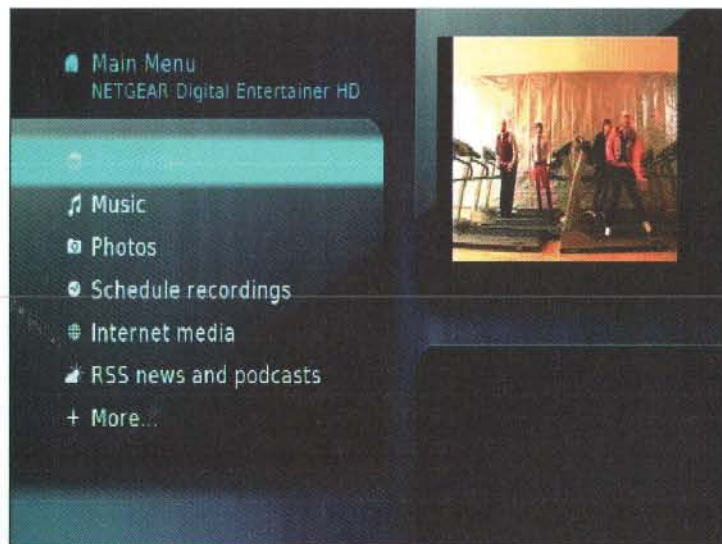 Main Menu
NETGEAR Digital Entertainer HD
Music
Photos
Schedule recordings
Internet media
RSS news and podcasts
+ More...